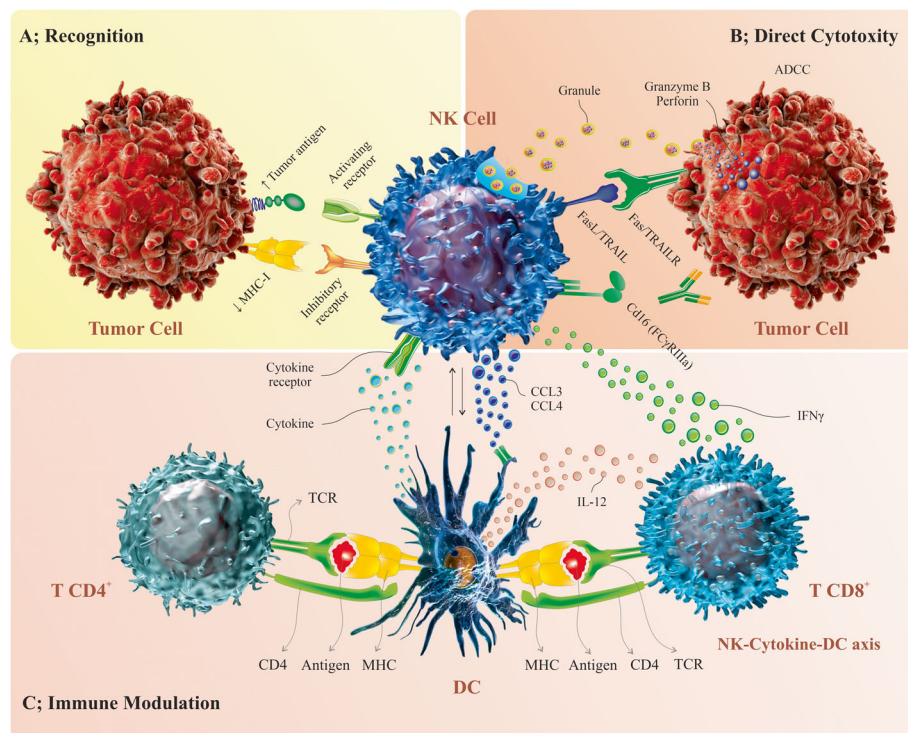 A; Recognition
B; Direct Cytotoxity
ADCC
Granule
Granzyme B
Perforin
NK Cell
↑ Tumor antigen
Activating
receptor
↓ MHC-I
Inhibitory
receptor
FasL/TRAIL
Fas/TRAILR
Cd16 (FCγRIIIa)
Tumor Cell
Tumor Cell
Cytokine
receptor
Cytokine
CCL3
CCL4
IFNγ
IL-12
TCR
T CD4⁺
T CD8⁺
NK-Cytokine-DC axis
CD4
Antigen
MHC
MHC
Antigen
CD4
TCR
DC
C; Immune Modulation